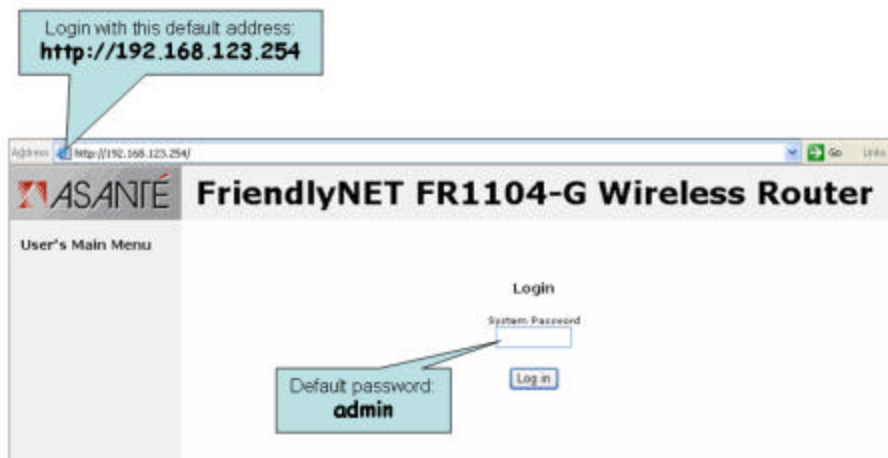 Login with this default address:
http://192.168.123.254
Address http://192.168.123.254/ Go Links
ASANTÉ FriendlyNET FR1104-G Wireless Router
User's Main Menu
Login
System Password
Log in
Default password:
admin